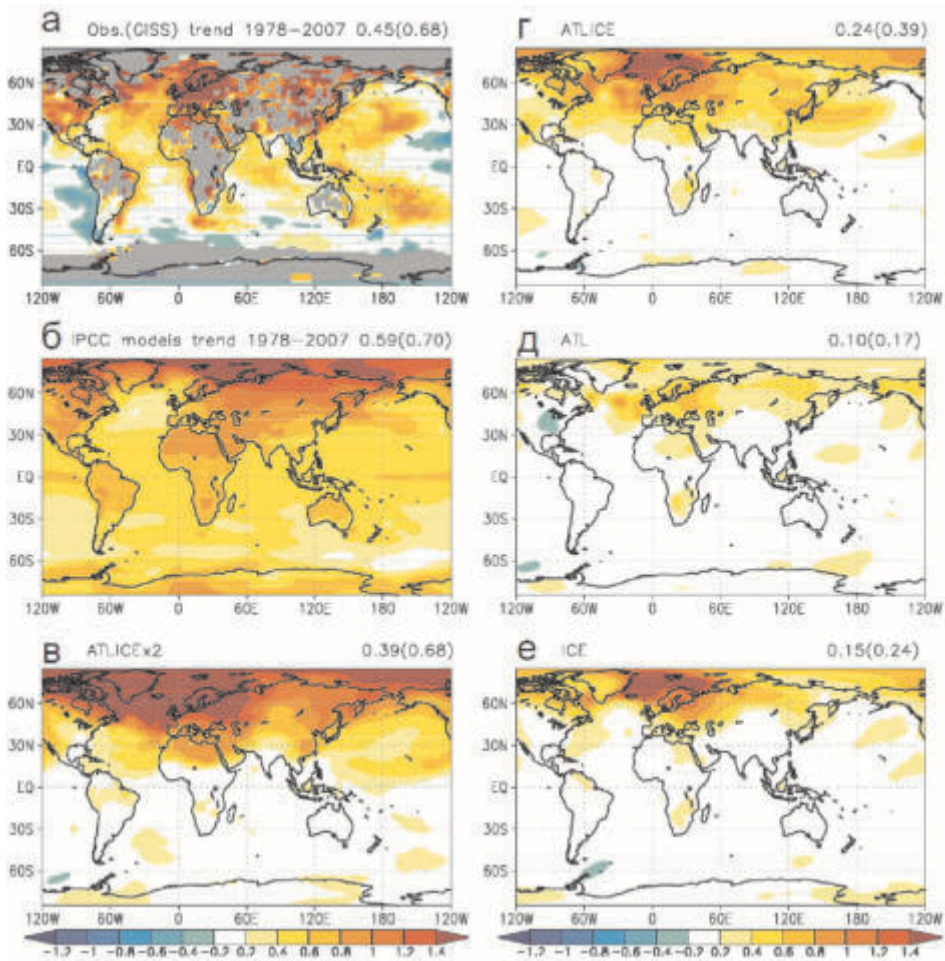 а Obs.(GISS) trend 1978–2007 0.45(0.68)
60N
30N
EQ
30S
60S
120W 60W 0 60E 120E 180 120W
г ATLICE 0.24(0.39)
60N
30N
EQ
30S
60S
120W 60W 0 60E 120E 180 120W
б IPCC models trend 1978–2007 0.59(0.70)
60N
30N
EQ
30S
60S
120W 60W 0 60E 120E 180 120W
д ATL 0.10(0.17)
60N
30N
EQ
30S
60S
120W 60W 0 60E 120E 180 120W
в ATLICEx2 0.39(0.68)
60N
30N
EQ
30S
60S
120W 60W 0 60E 120E 180 120W
-1.2 -1 -0.8 -0.6 -0.4 -0.2 0.2 0.4 0.6 0.8 1 1.2 1.4
е ICE 0.15(0.24)
60N
30N
EQ
30S
60S
120W 60W 0 60E 120E 180 120W
-1.2 -1 -0.8 -0.6 -0.4 -0.2 0.2 0.4 0.6 0.8 1 1.2 1.4